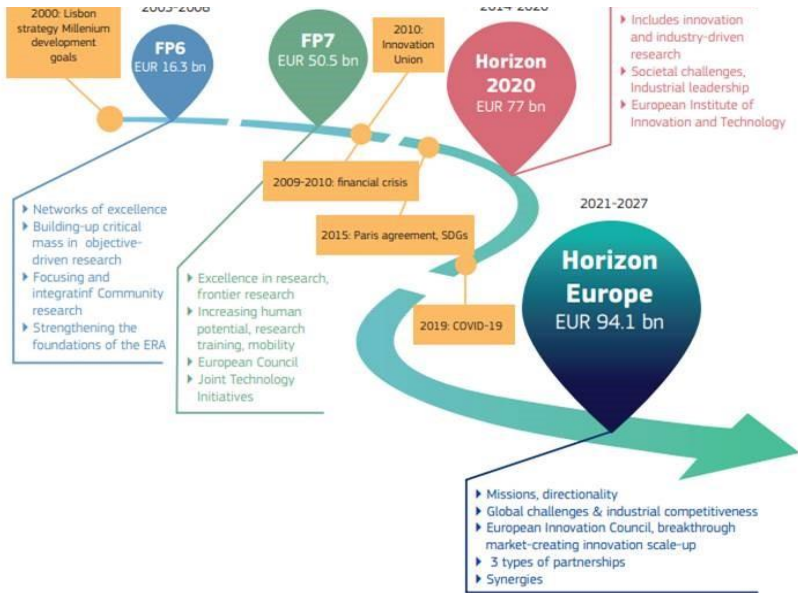 2003-2006
2014-2020
2000: Lisbon
strategy Millenium
development
goals
FP6
EUR 16.3 bn
FP7
EUR 50.5 bn
2010:
Innovation
Union
Horizon
2020
EUR 77 bn
Includes innovation
and industry-driven
research
Societal challenges,
Industrial leadership
European Institute of
Innovation and Technology
2009-2010: financial crisis
2015: Paris agreement, SDGs
2019: COVID-19
Networks of excellence
Building-up critical
mass in objective-
driven research
Focusing and
integratinf Community
research
Strengthening the
foundations of the ERA
Excellence in research,
frontier research
Increasing human
potential, research
training, mobility
European Council
Joint Technology
Initiatives
2021-2027
Horizon
Europe
EUR 94.1 bn
Missions, directionality
Global challenges & industrial competitiveness
European Innovation Council, breakthrough
market-creating innovation scale-up
3 types of partnerships
Synergies